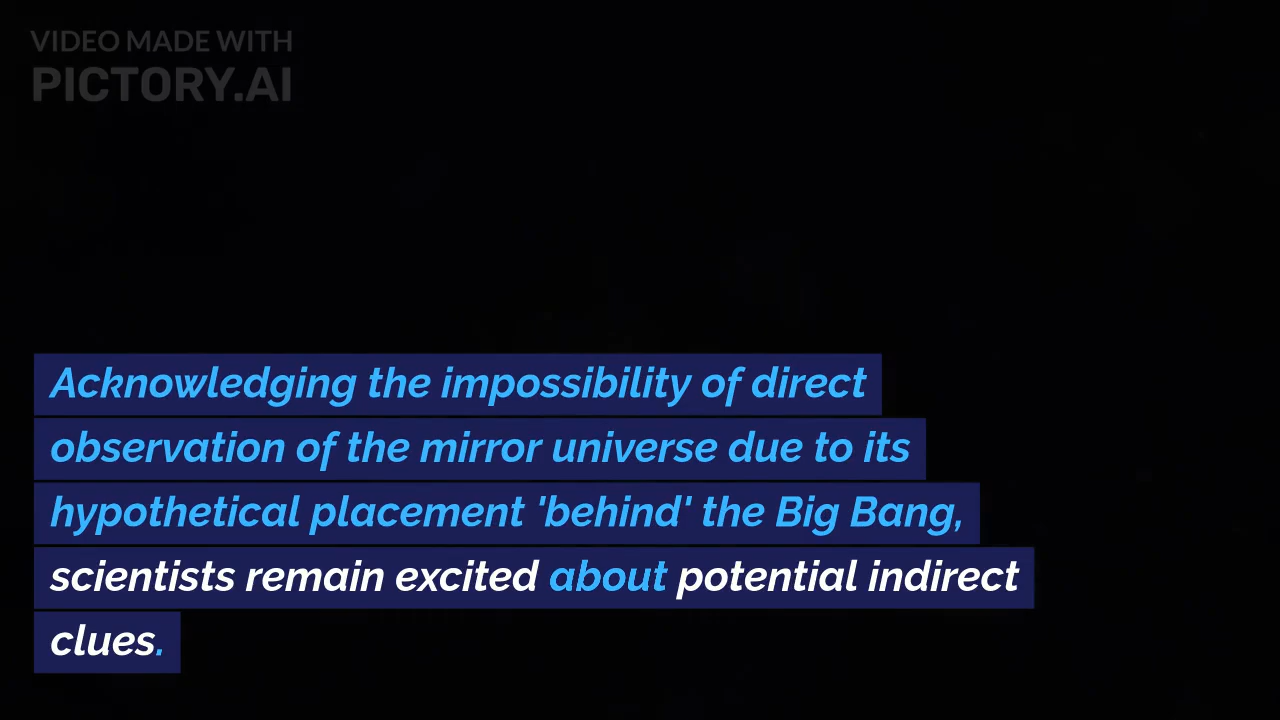 VIDEO MADE WITH
PICTORY.AI
Acknowledging the impossibility of direct
observation of the mirror universe due to its
hypothetical placement 'behind' the Big Bang,
scientists remain excited about potential indirect
clues.